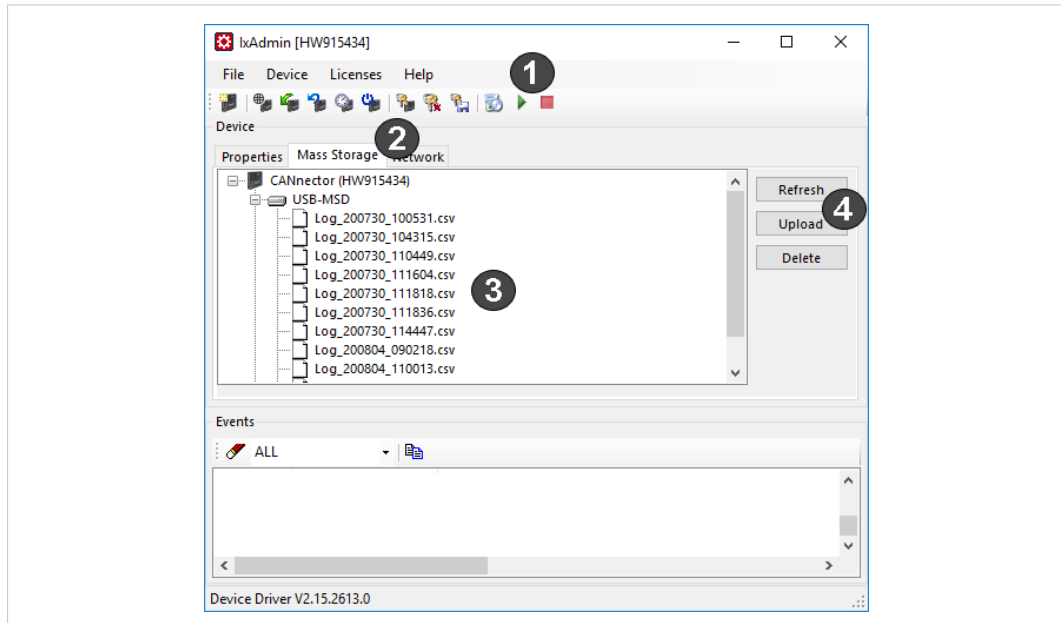 IxAdmin [HW915434]
File Device Licenses Help
1
Device
2
Properties Mass Storage Network
CANnector (HW915434)
USB-MSD
Log_200730_100531.csv
Log_200730_104315.csv
Log_200730_110449.csv
Log_200730_111604.csv
Log_200730_111818.csv
Log_200730_111836.csv
Log_200730_114447.csv
Log_200804_090218.csv
Log_200804_110013.csv
3
Refresh
4
Upload
Delete
Events
ALL
Device Driver V2.15.2613.0